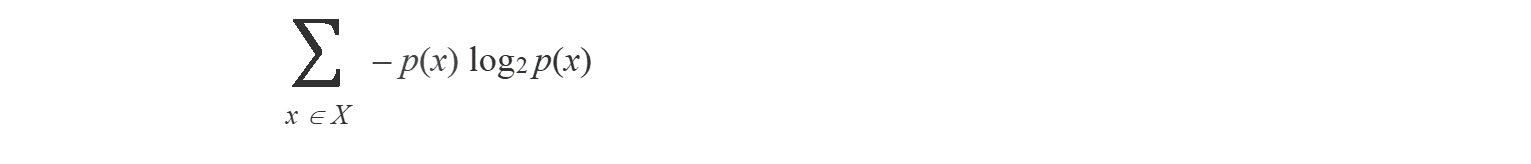 ∑ – p(x) log₂ p(x)
x ∈ X